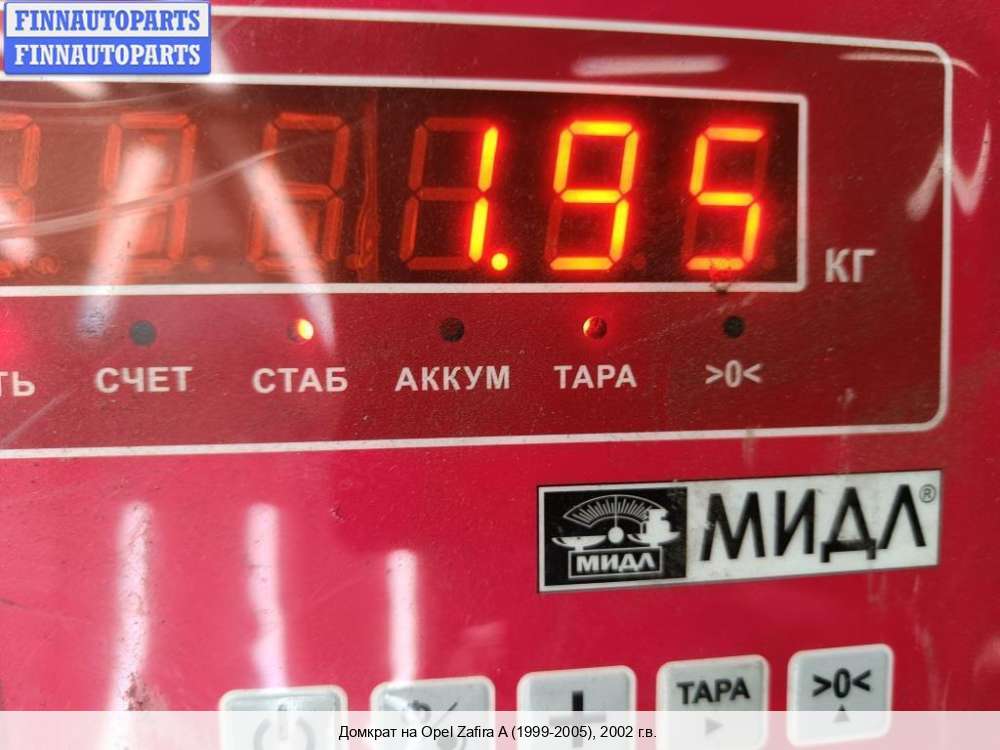 FINNAUTOPARTS
FINNAUTOPARTS
1.95
КГ
ТЬ СЧЕТ СТАБ АККУМ ТАРА >0<
МИДЛ МИДЛ®
ТАРА >0<
Домкрат на Opel Zafira A (1999-2005), 2002 г.в.